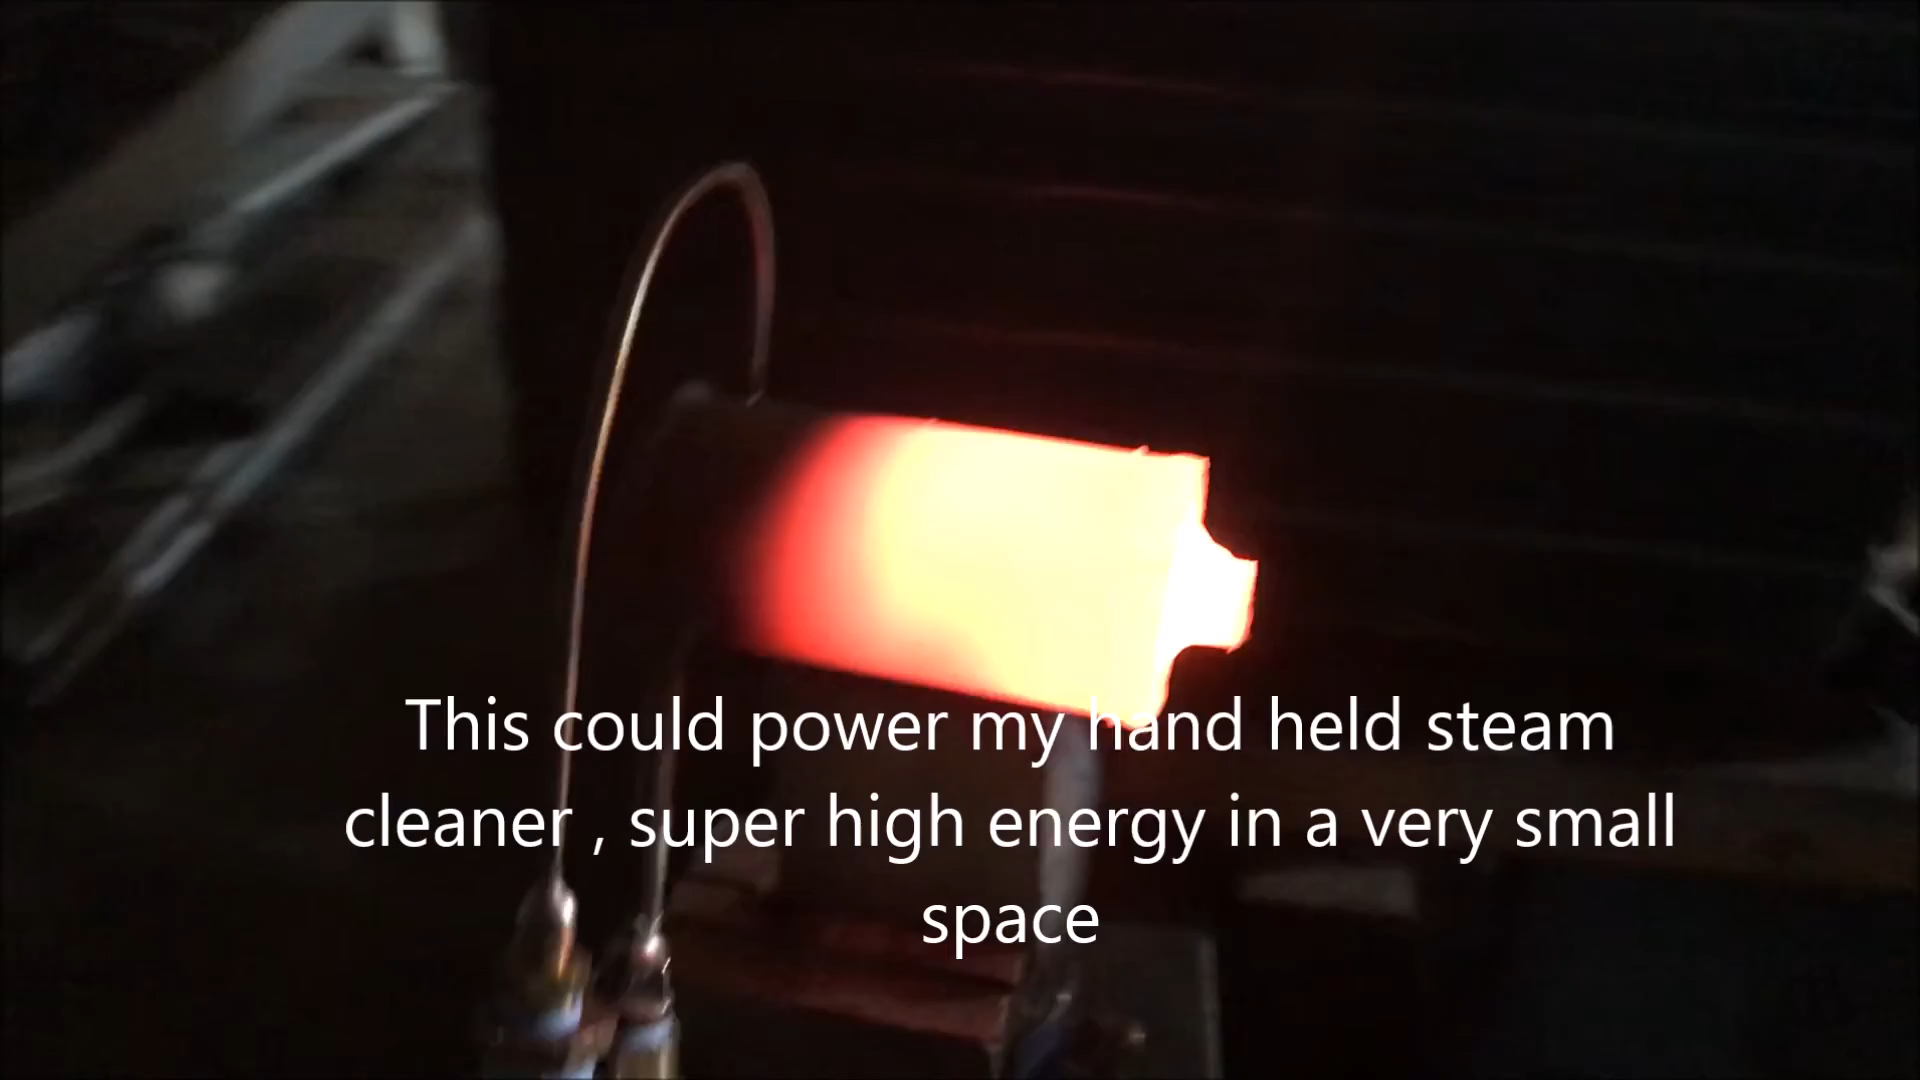 This could power my hand held steam
cleaner , super high energy in a very small
space